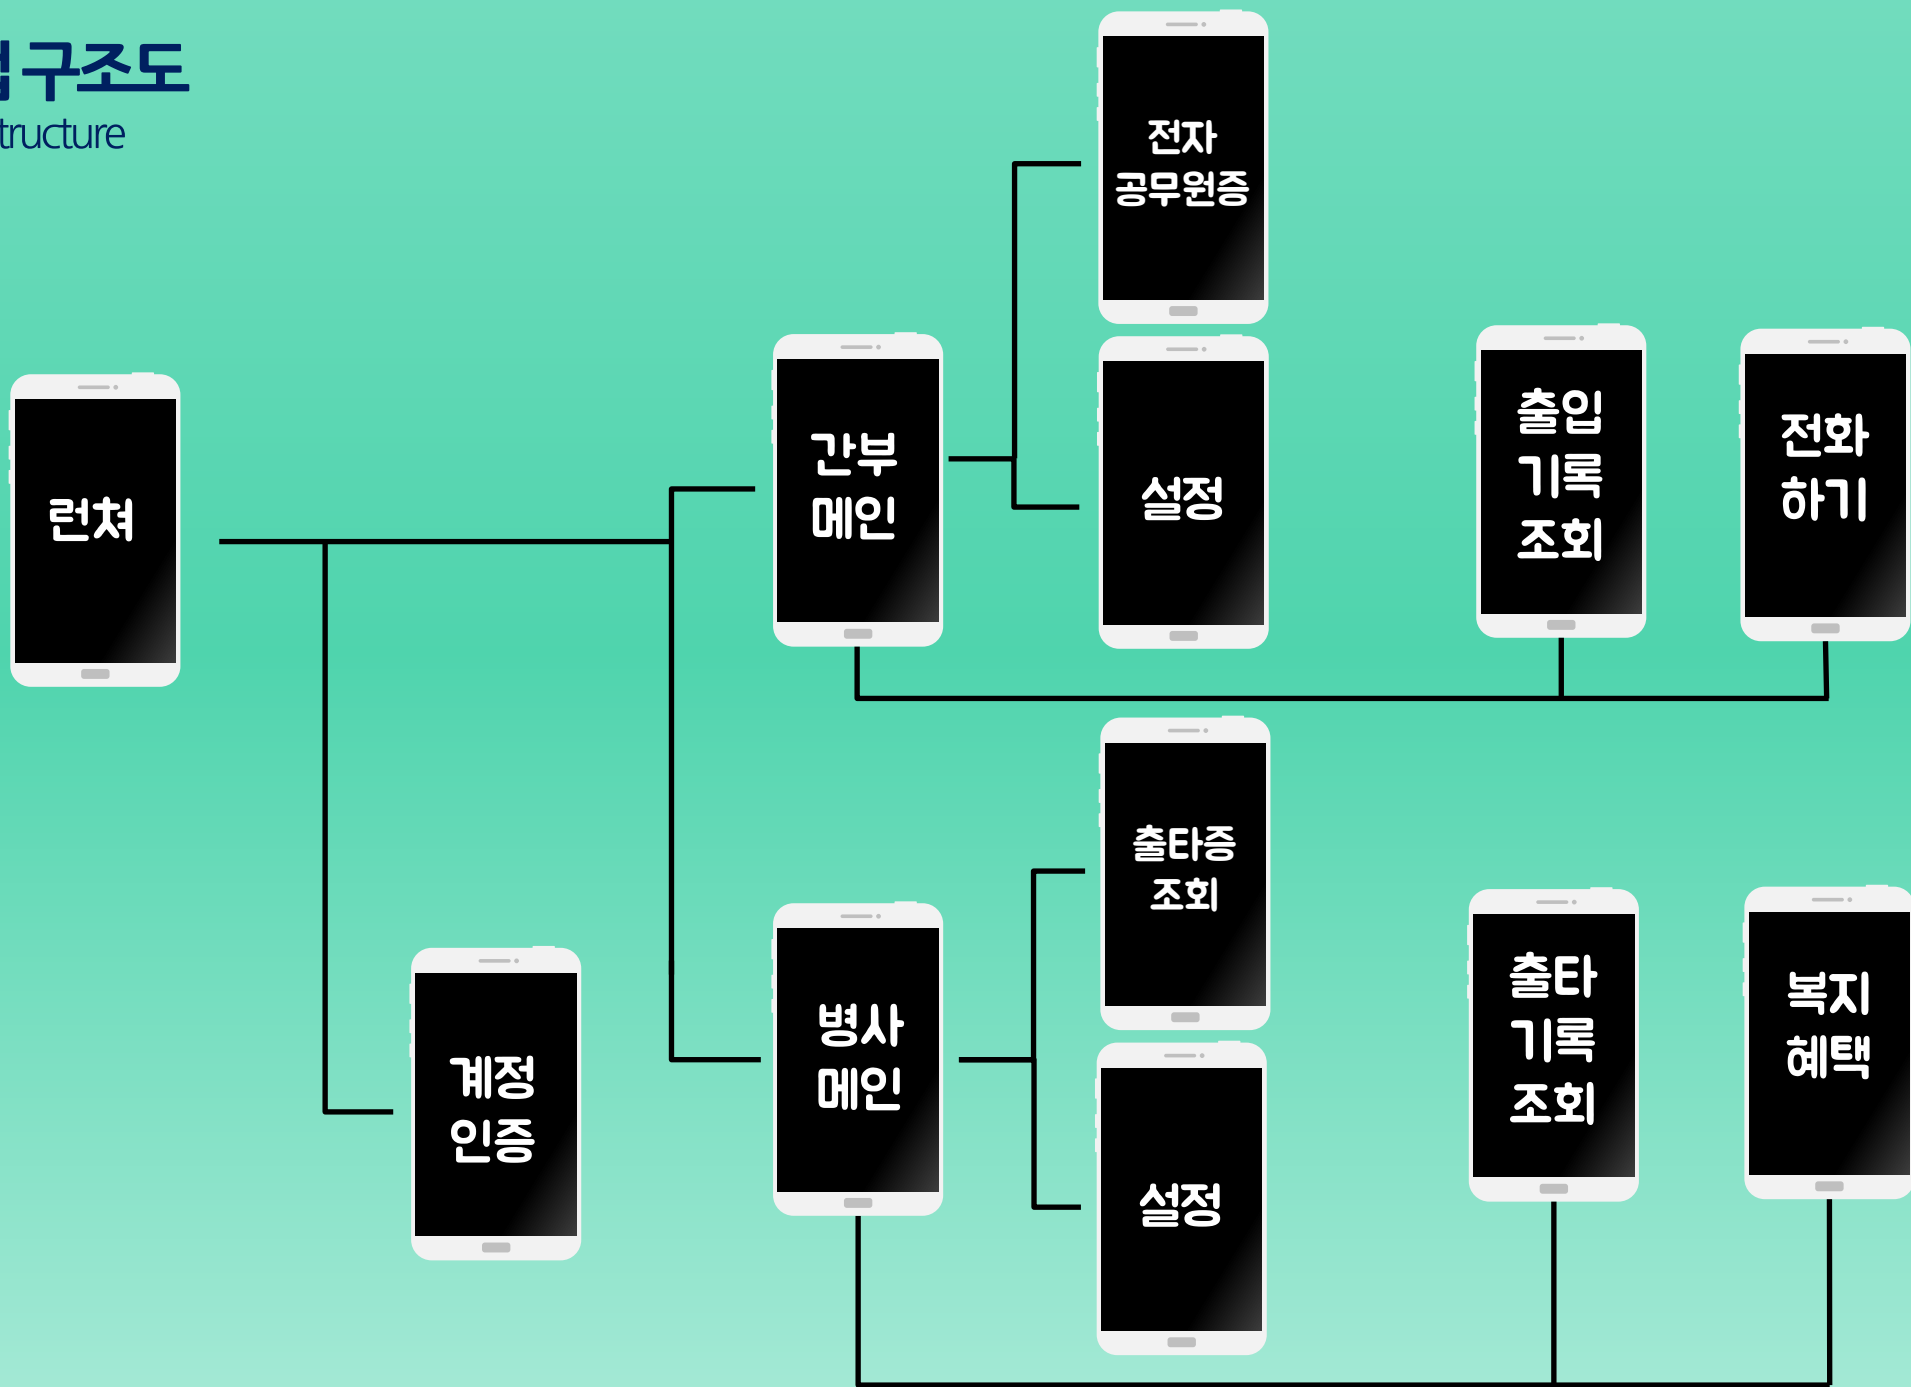 구조도
tructure
전자
공무원증
런쳐
간부
메인
설정
출입
기록
조회
전화
하기
출타증
조회
계정
인증
병사
메인
설정
출타
기록
조회
복지
혜택